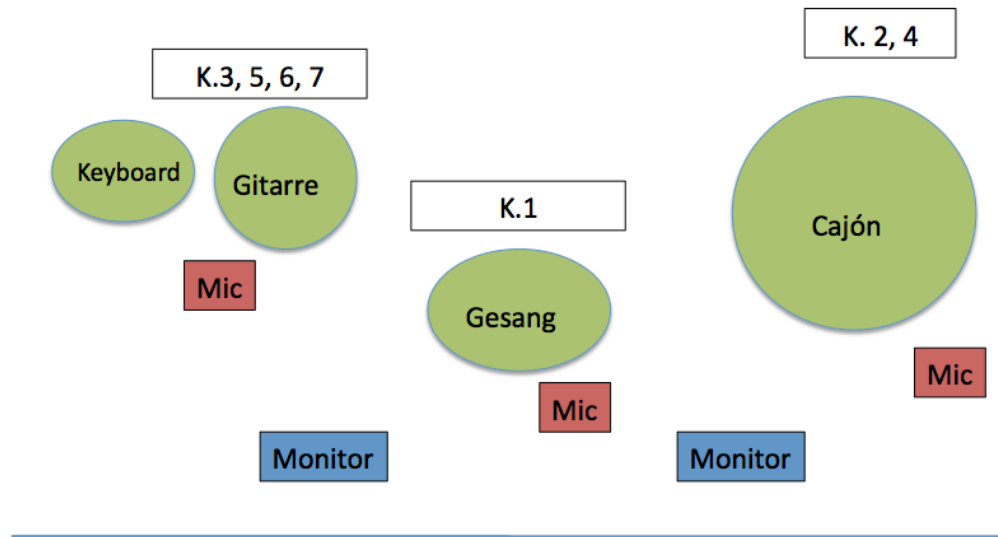 K. 2, 4
K.3, 5, 6, 7
Keyboard
Gitarre
K.1
Cajón
Mic
Gesang
Mic
Mic
Monitor
Monitor